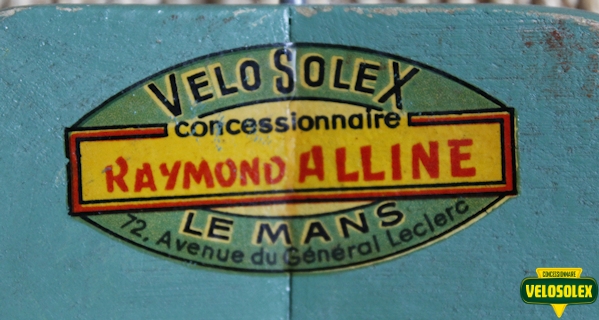 VELOSOLEX
concessionnaire
RAYMOND ALLINE
LE MANS
72, Avenue du Général Leclerc
CONCESSIONNAIRE
VELOSOLEX